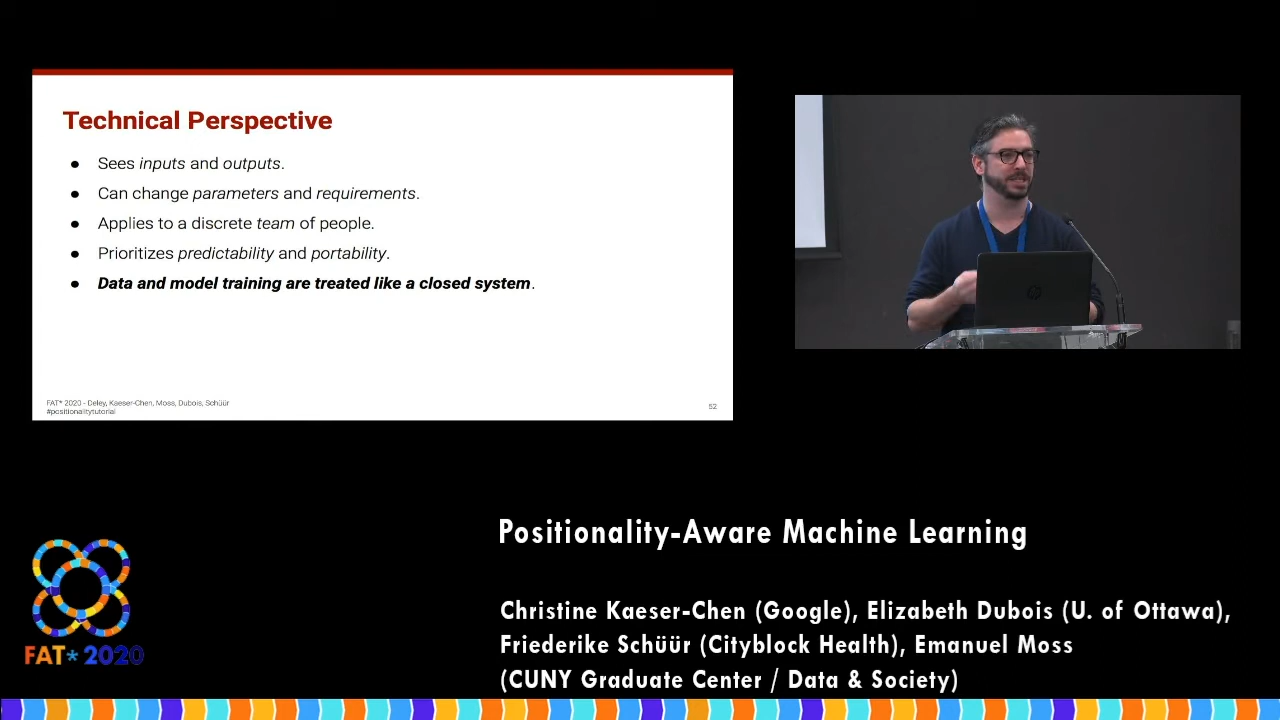 Technical Perspective
● Sees inputs and outputs.
● Can change parameters and requirements.
● Applies to a discrete team of people.
● Prioritizes predictability and portability.
● Data and model training are treated like a closed system.
FAT* 2020 - Deley, Kaeser-Chen, Moss, Dubois, Schüür
#positionalitytutorial
52
Positionality-Aware Machine Learning
Christine Kaeser-Chen (Google), Elizabeth Dubois (U. of Ottawa),
Friederike Schüür (Cityblock Health), Emanuel Moss
(CUNY Graduate Center / Data & Society)
FAT* 2020